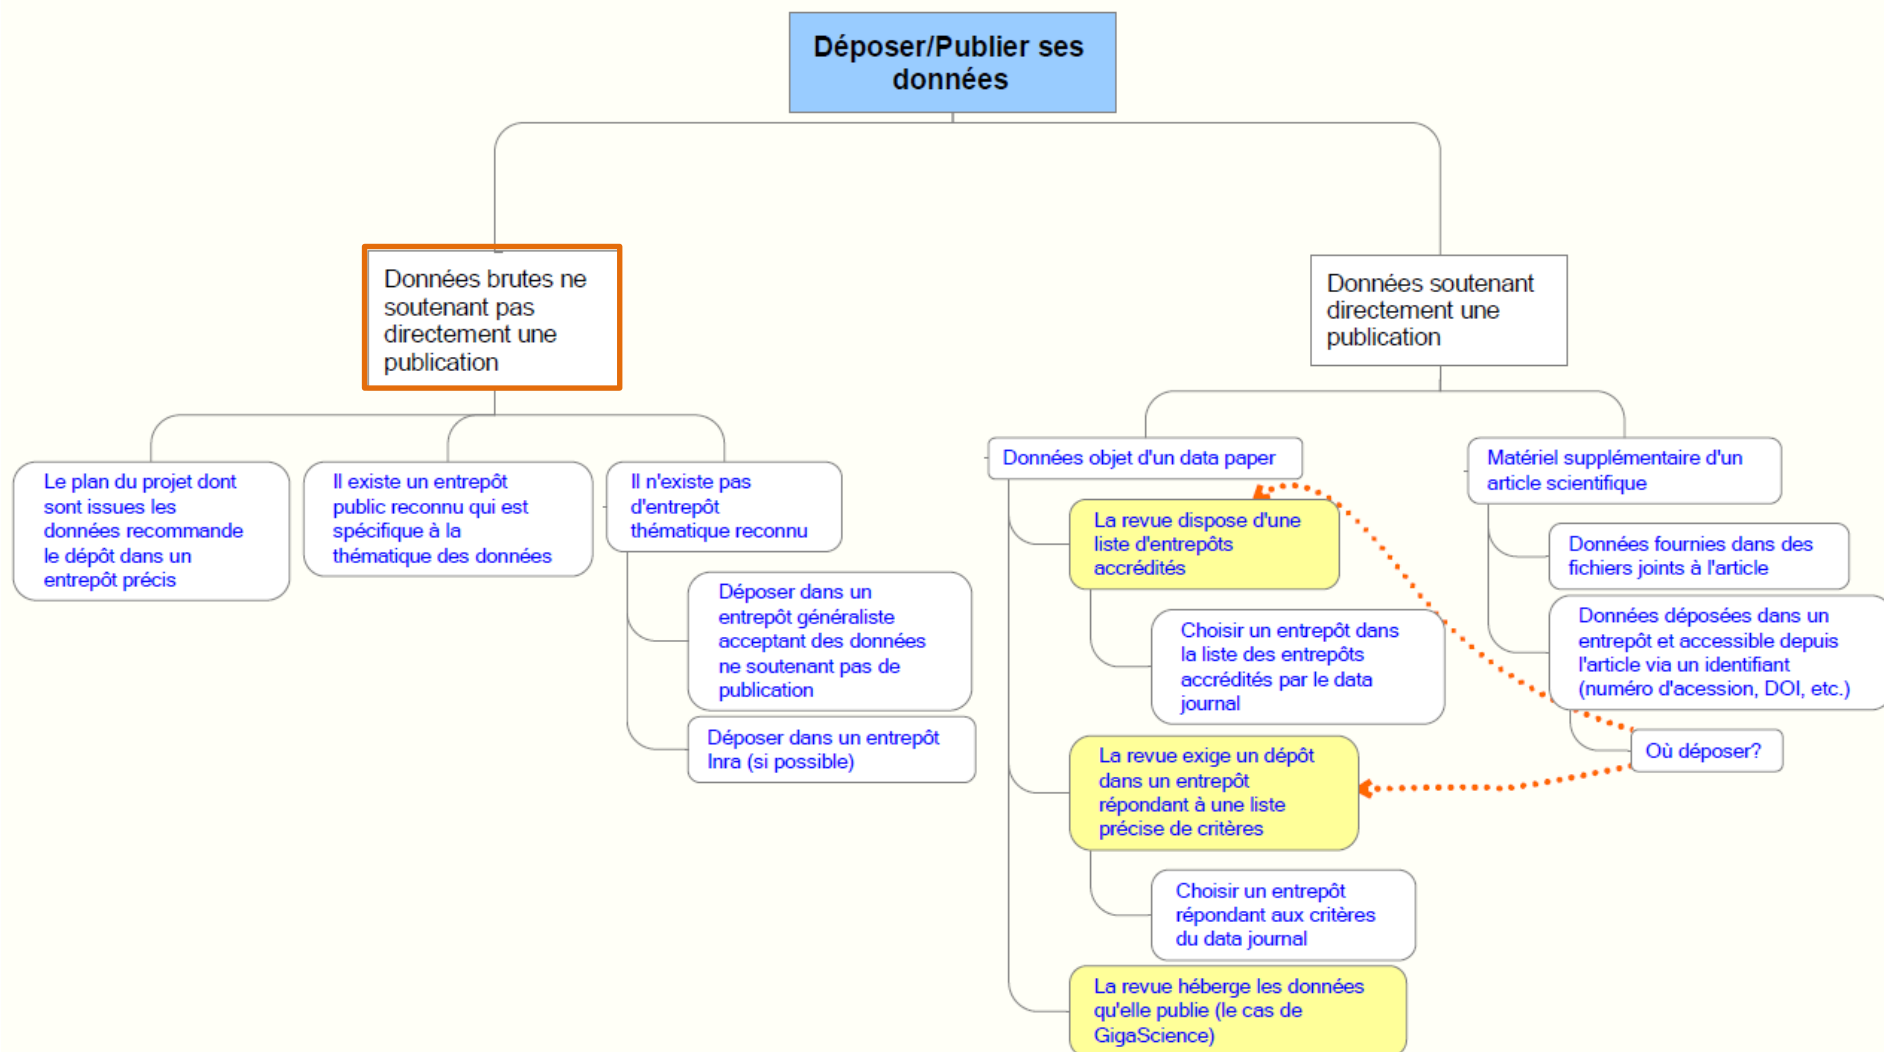 Déposer/Publier ses
données
Données brutes ne
soutenant pas
directement une
publication
Le plan du projet dont
sont issues les
données recommande
le dépôt dans un
entrepôt précis
Il existe un entrepôt
public reconnu qui est
spécifique à la
thématique des données
Il n'existe pas
d'entrepôt
thématique reconnu
Déposer dans un
entrepôt généraliste
acceptant des données
ne soutenant pas de
publication
Déposer dans un entrepôt
Inra (si possible)
Données soutenant
directement une
publication
Données objet d'un data paper
La revue dispose d'une
liste d'entrepôts
accrédités
Choisir un entrepôt dans
la liste des entrepôts
accrédités par le data
journal
La revue exige un dépôt
dans un entrepôt
répondant à une liste
précise de critères
Choisir un entrepôt
répondant aux critères
du data journal
La revue héberge les données
qu'elle publie (le cas de
GigaScience)
Matériel supplémentaire d'un
article scientifique
Données fournies dans des
fichiers joints à l'article
Données déposées dans un
entrepôt et accessible depuis
l'article via un identifiant
(numéro d'acession, DOI, etc.)
Où déposer?